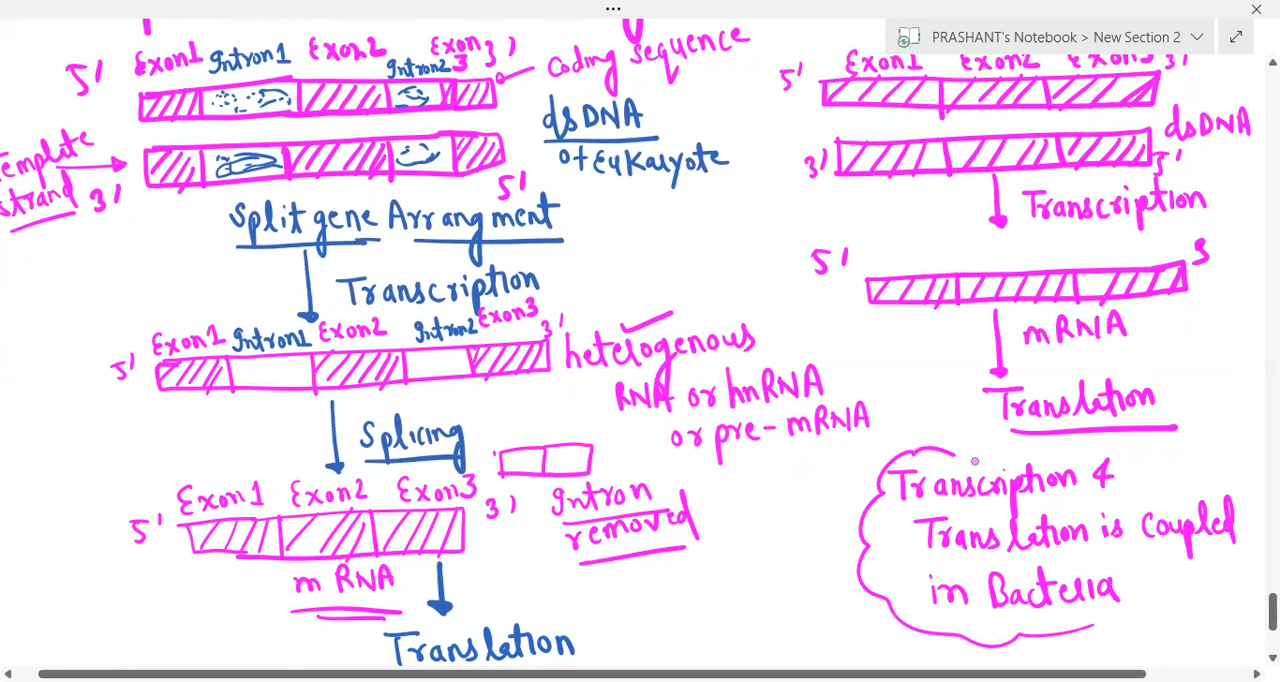 PRASHANT's Notebook > New Section 2
Exon1 Intron1 Exon2 Intron2 Exon 3 3'
5'
Coding Sequence
dsDNA
of Eukaryote
Template
strand 3'
5'
Split gene Arrangment
Transcription
Exon1 Intron1 Exon2 Intron2 Exon3
5' 3'
heterogenous
RNA or hnRNA
or pre-mRNA
Splicing
Exon1 Exon2 Exon3
5' 3'
Intron
removed
mRNA
Translation
Exon1 Exon2 Exon3 3'
5'
dsDNA
3' 5'
Transcription
5' 3
mRNA
Translation
Transcription &
Translation is Coupled
in Bacteria